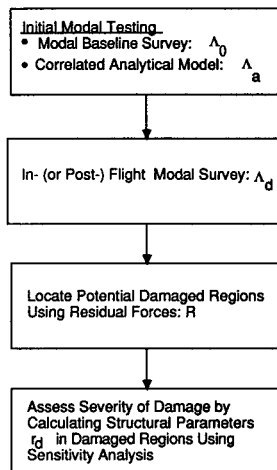 Initial Modal Testing
• Modal Baseline Survey: Λ0
• Correlated Analytical Model: Λa
In- (or Post-) Flight Modal Survey: Λd
Locate Potential Damaged Regions
Using Residual Forces: R
Assess Severity of Damage by
Calculating Structural Parameters
rd in Damaged Regions Using
Sensitivity Analysis